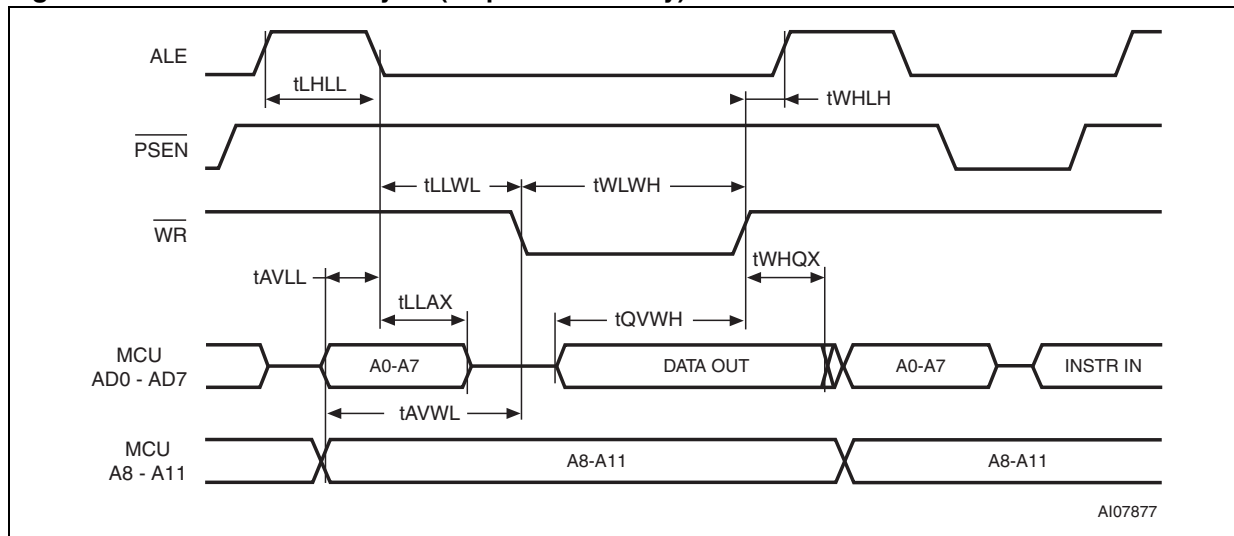 ALE
tLHLL
tWHLH
PSEN
tLLWL
tWLWH
WR
tAVLL
tWHQX
tLLAX
tQVWH
MCU
AD0 - AD7
A0-A7
DATA OUT
A0-A7
INSTR IN
tAVWL
MCU
A8 - A11
A8-A11
A8-A11
AI07877